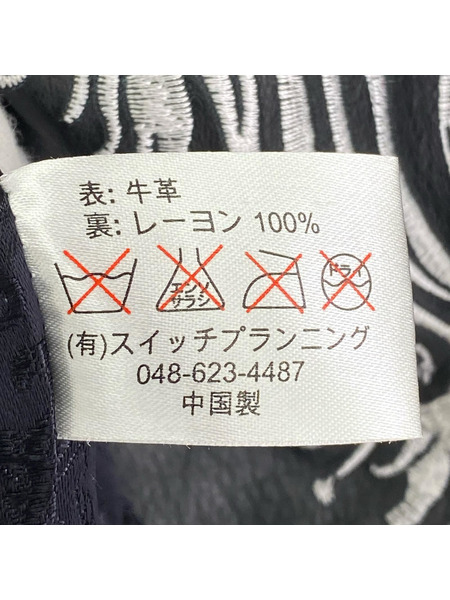 表: 牛革
裏: レーヨン 100%
エンソ
サラシ
ドライ
(有)スイッチプランニング
048-623-4487
中国製